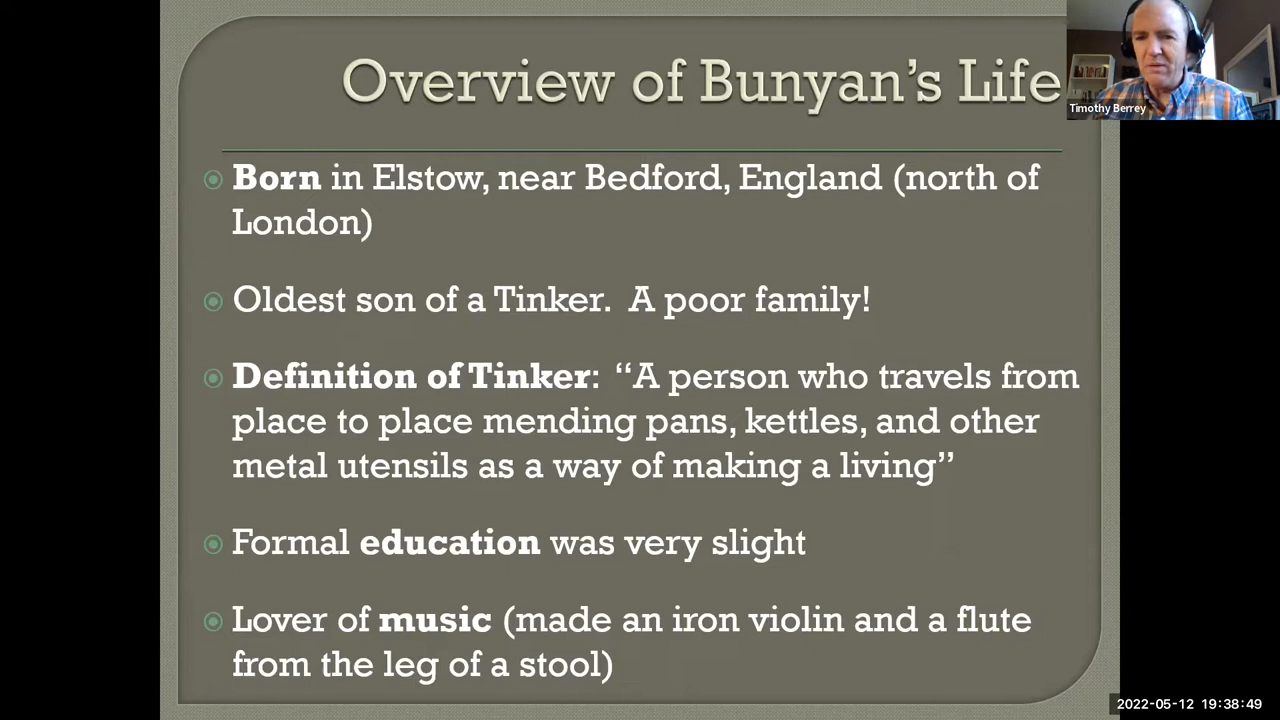 Overview of Bunyan's Life
Timothy Berrey
Born in Elstow, near Bedford, England (north of
London)
Oldest son of a Tinker.  A poor family!
Definition of Tinker:  “A person who travels from
place to place mending pans, kettles, and other
metal utensils as a way of making a living”
Formal education was very slight
Lover of music (made an iron violin and a flute
from the leg of a stool)
2022-05-12 19:38:49